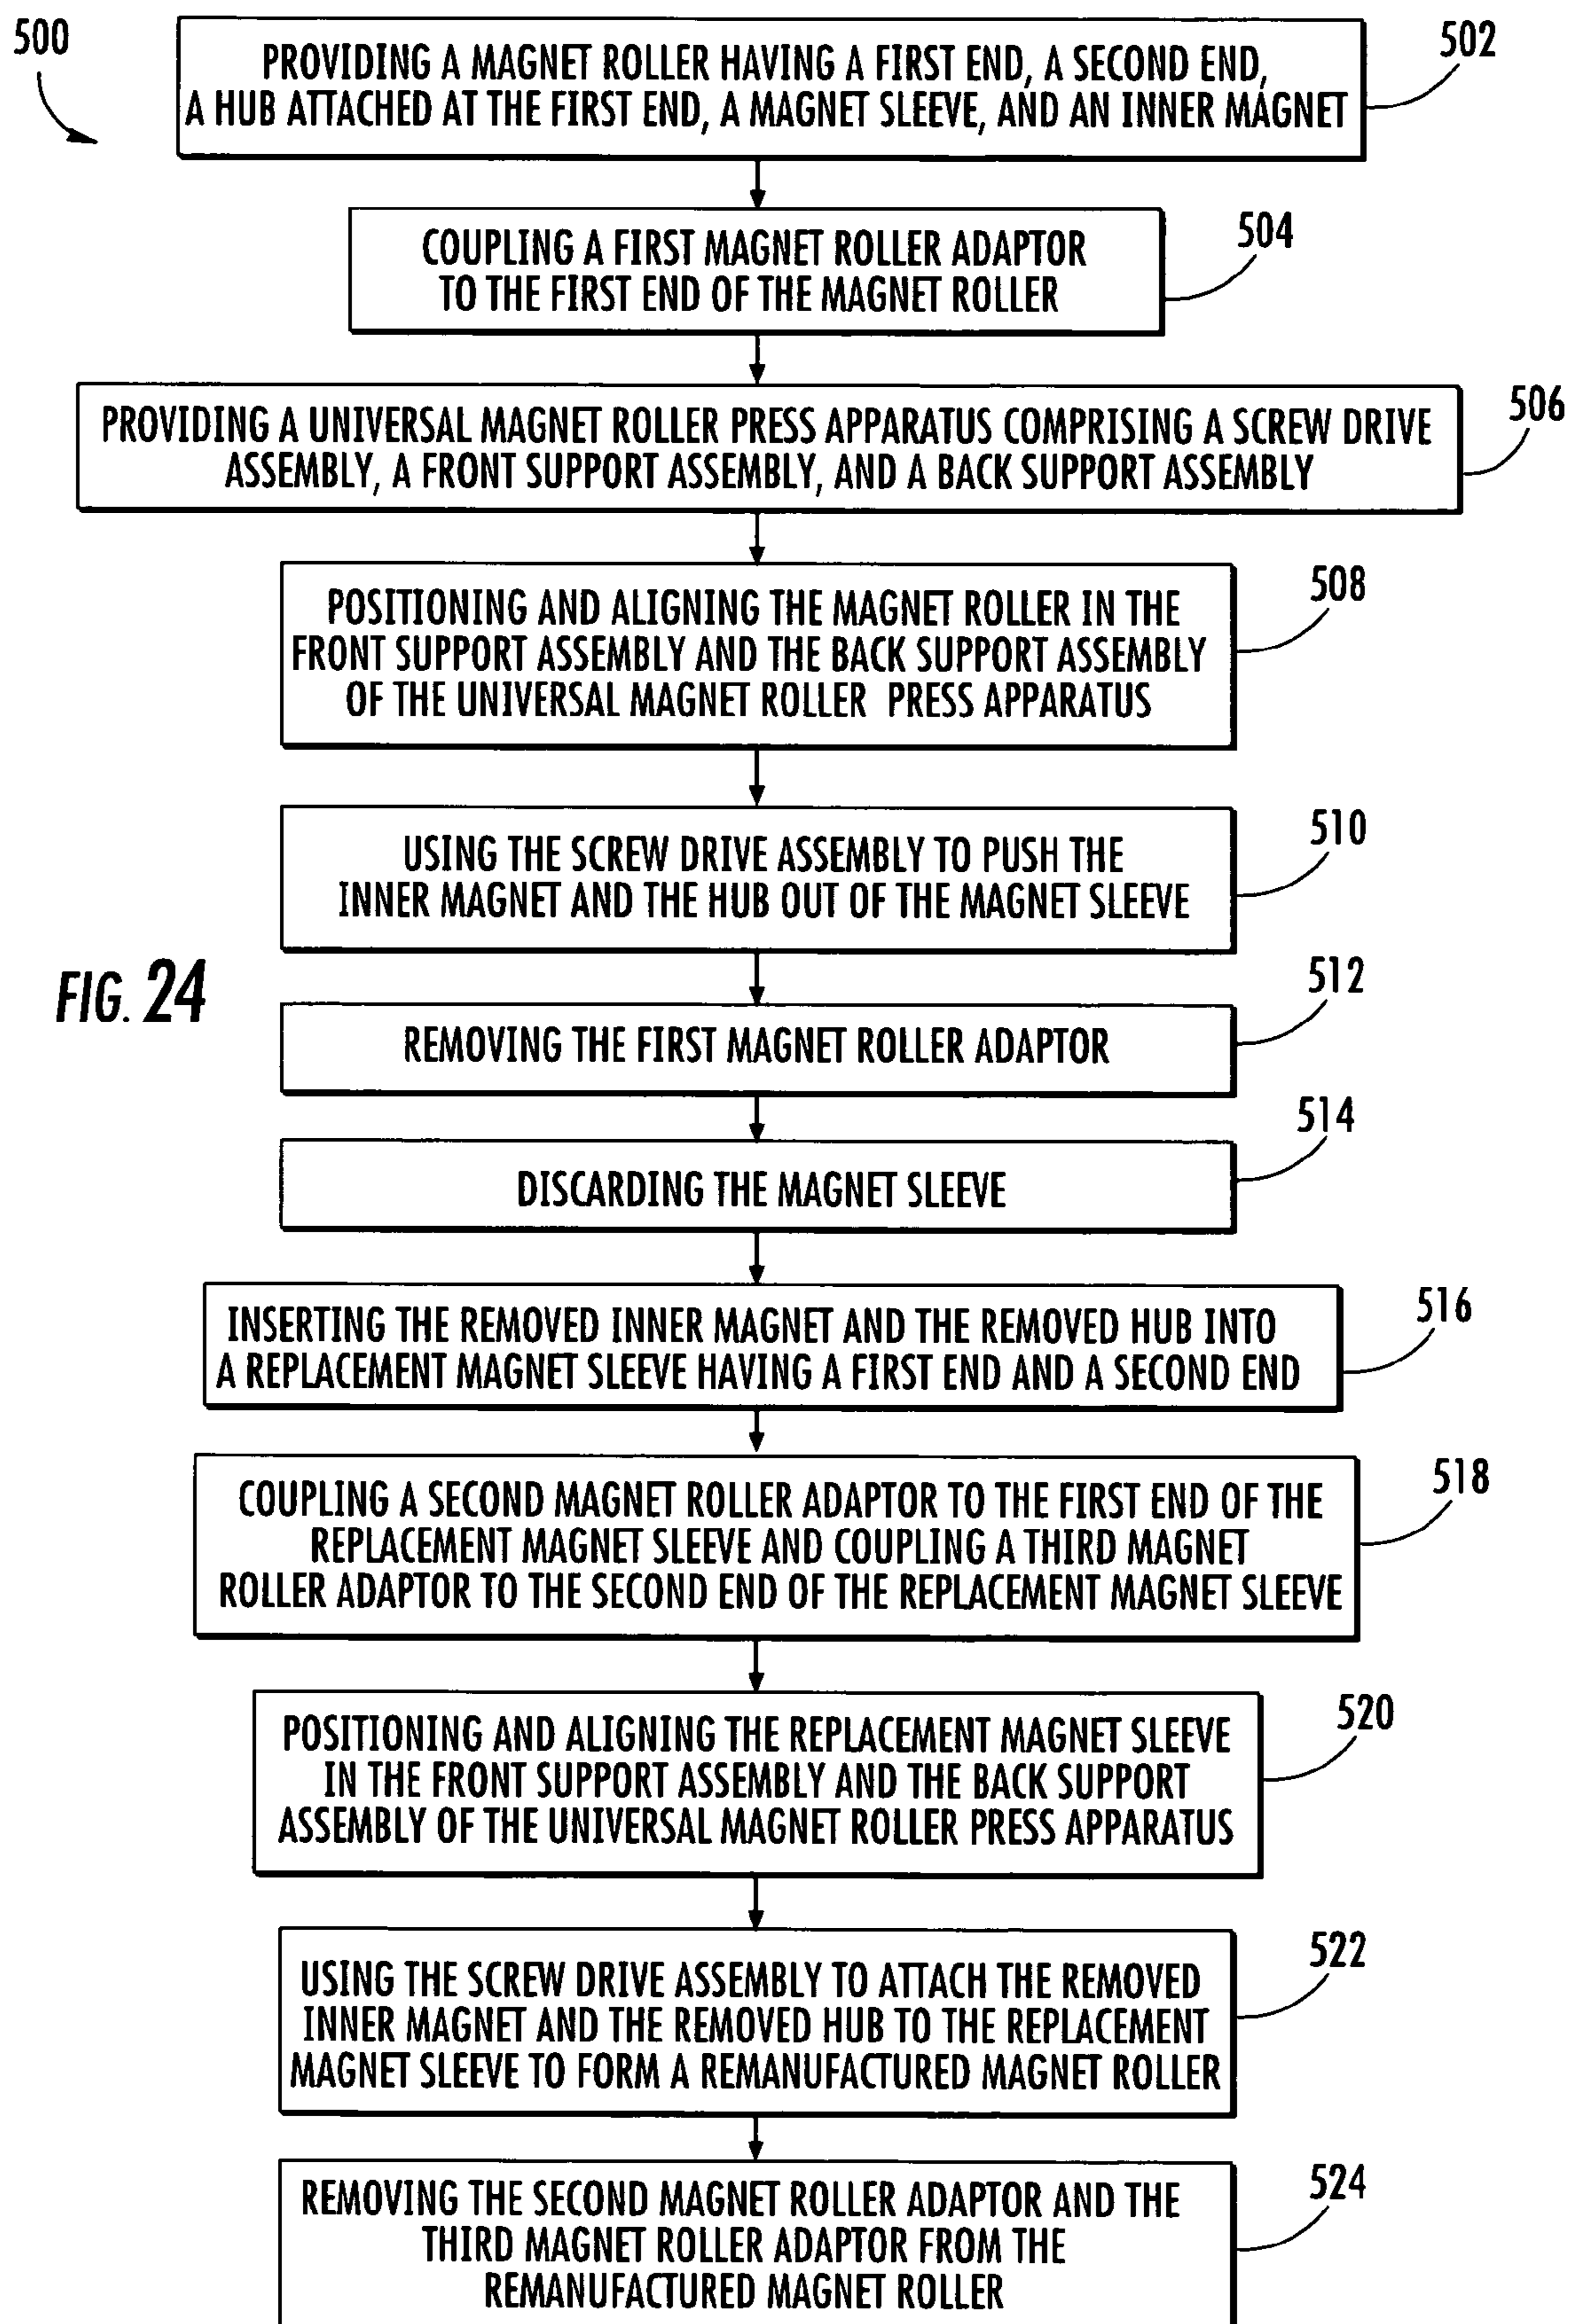 500
502
PROVIDING A MAGNET ROLLER HAVING A FIRST END, A SECOND END,
A HUB ATTACHED AT THE FIRST END, A MAGNET SLEEVE, AND AN INNER MAGNET
504
COUPLING A FIRST MAGNET ROLLER ADAPTOR
TO THE FIRST END OF THE MAGNET ROLLER
506
PROVIDING A UNIVERSAL MAGNET ROLLER PRESS APPARATUS COMPRISING A SCREW DRIVE
ASSEMBLY, A FRONT SUPPORT ASSEMBLY, AND A BACK SUPPORT ASSEMBLY
508
POSITIONING AND ALIGNING THE MAGNET ROLLER IN THE
FRONT SUPPORT ASSEMBLY AND THE BACK SUPPORT ASSEMBLY
OF THE UNIVERSAL MAGNET ROLLER PRESS APPARATUS
510
USING THE SCREW DRIVE ASSEMBLY TO PUSH THE
INNER MAGNET AND THE HUB OUT OF THE MAGNET SLEEVE
FIG. 24
512
REMOVING THE FIRST MAGNET ROLLER ADAPTOR
514
DISCARDING THE MAGNET SLEEVE
516
INSERTING THE REMOVED INNER MAGNET AND THE REMOVED HUB INTO
A REPLACEMENT MAGNET SLEEVE HAVING A FIRST END AND A SECOND END
518
COUPLING A SECOND MAGNET ROLLER ADAPTOR TO THE FIRST END OF THE
REPLACEMENT MAGNET SLEEVE AND COUPLING A THIRD MAGNET
ROLLER ADAPTOR TO THE SECOND END OF THE REPLACEMENT MAGNET SLEEVE
520
POSITIONING AND ALIGNING THE REPLACEMENT MAGNET SLEEVE
IN THE FRONT SUPPORT ASSEMBLY AND THE BACK SUPPORT
ASSEMBLY OF THE UNIVERSAL MAGNET ROLLER PRESS APPARATUS
522
USING THE SCREW DRIVE ASSEMBLY TO ATTACH THE REMOVED
INNER MAGNET AND THE REMOVED HUB TO THE REPLACEMENT
MAGNET SLEEVE TO FORM A REMANUFACTURED MAGNET ROLLER
524
REMOVING THE SECOND MAGNET ROLLER ADAPTOR AND THE
THIRD MAGNET ROLLER ADAPTOR FROM THE
REMANUFACTURED MAGNET ROLLER